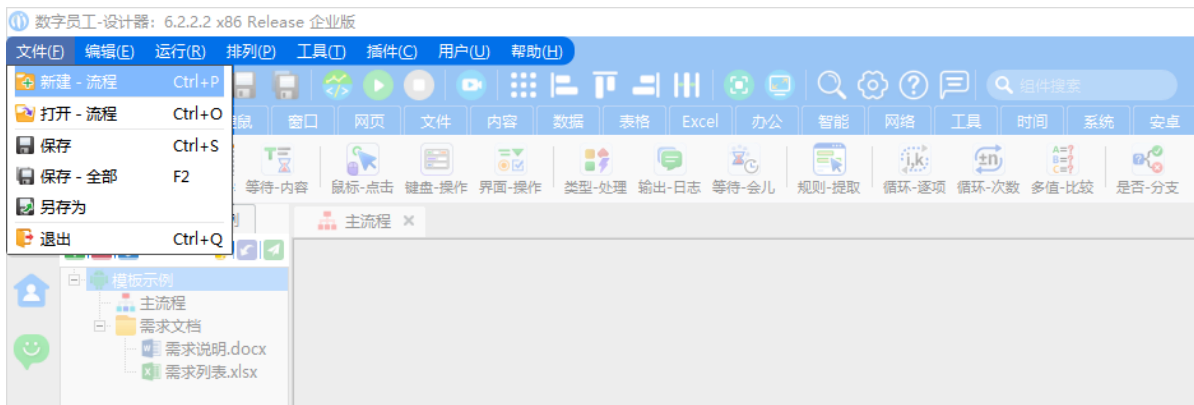 数字员工-设计器：6.2.2.2 x86 Release 企业版
文件(F) 编辑(E) 运行(R) 排列(P) 工具(T) 插件(C) 用户(U) 帮助(H)
新建 - 流程 Ctrl+P
组件搜索
打开 - 流程 Ctrl+O
窗口 网页 文件 内容 数据 表格 Excel 办公 智能 网络 工具 时间 系统 安卓
保存 Ctrl+S
保存 - 全部 F2
等待-内容 鼠标-点击 键盘-操作 界面-操作 类型-处理 输出-日志 等待-会儿 规则-提取 循环-逐项 循环-次数 多值-比较 是否-分支
另存为
主流程
退出 Ctrl+Q
模板示例
主流程
需求文档
需求说明.docx
需求列表.xlsx